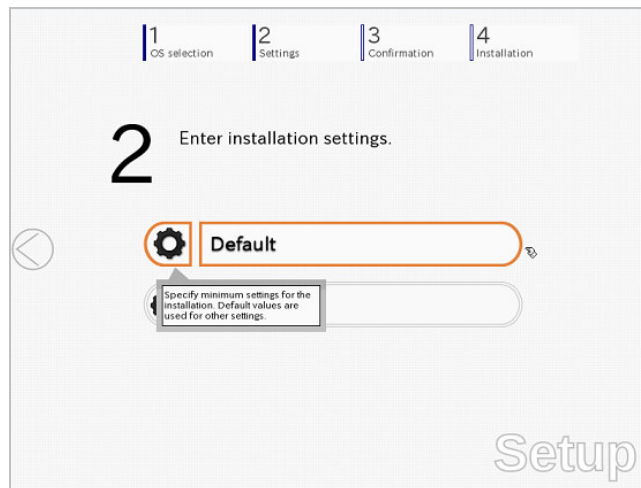 1
OS selection
2
Settings
3
Confirmation
4
Installation
2
Enter installation settings.
Default
Specify minimum settings for the
installation. Default values are
used for other settings.
Setup